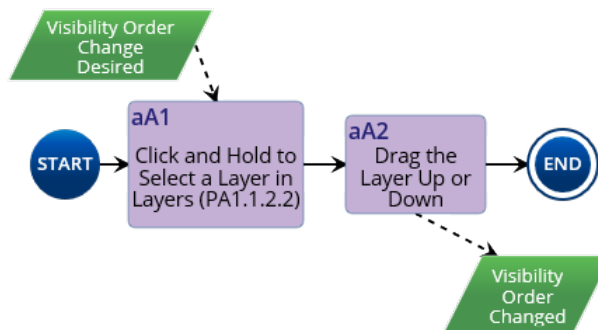 Visibility Order
Change
Desired
START
aA1
Click and Hold to
Select a Layer in
Layers (PA1.1.2.2)
aA2
Drag the
Layer Up or
Down
END
Visibility
Order
Changed